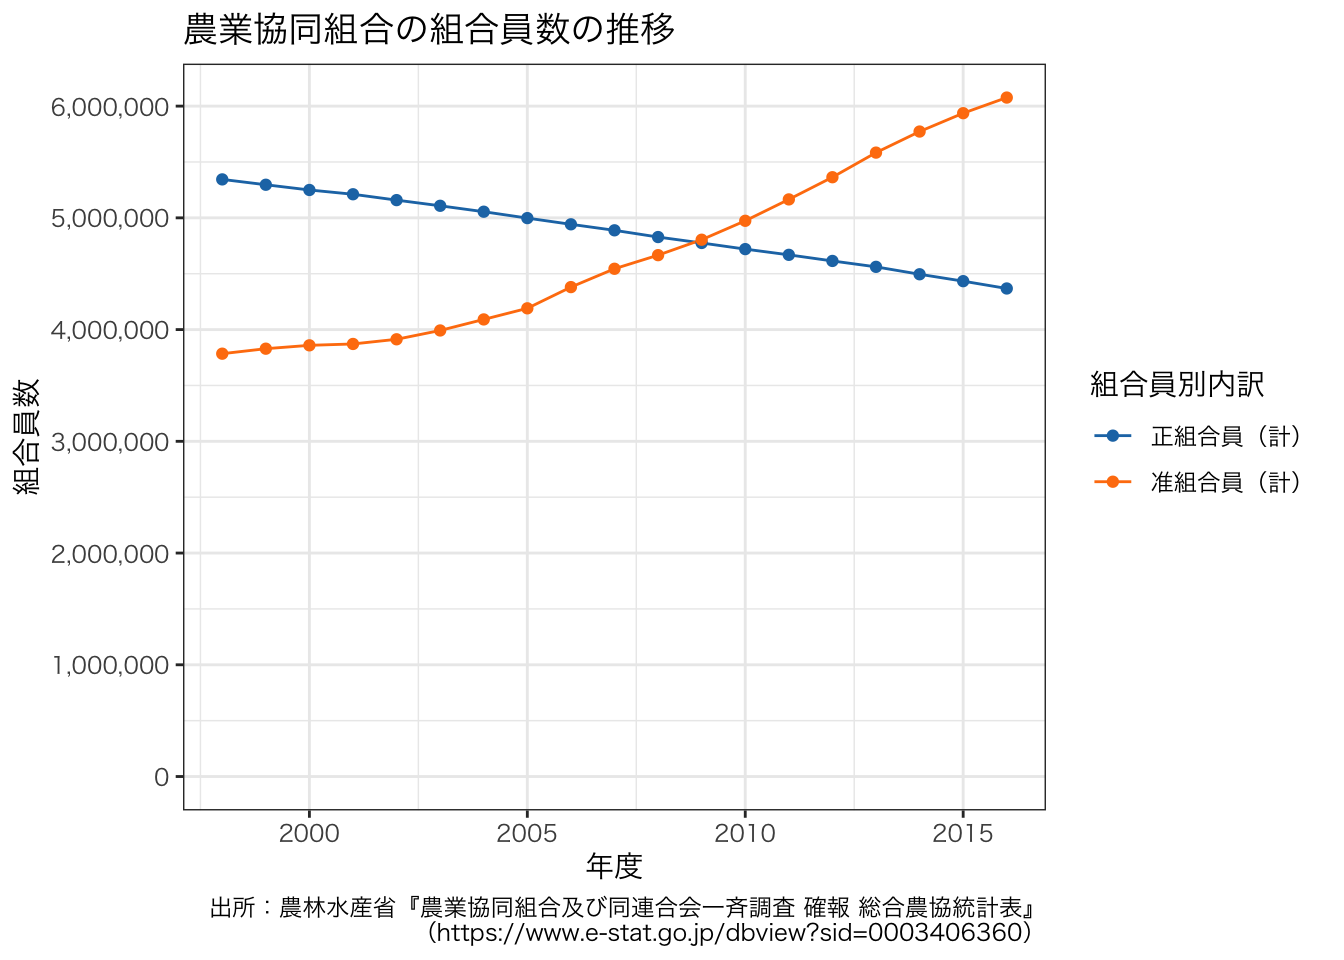 農業協同組合の組合員数の推移
6,000,000
5,000,000
4,000,000
3,000,000
2,000,000
1,000,000
0
組合員数
2000 2005 2010 2015
年度
組合員別内訳
正組合員（計）
准組合員（計）
出所：農林水産省『農業協同組合及び同連合会一斉調査 確報 総合農協統計表』
（https://www.e-stat.go.jp/dbview?sid=0003406360）